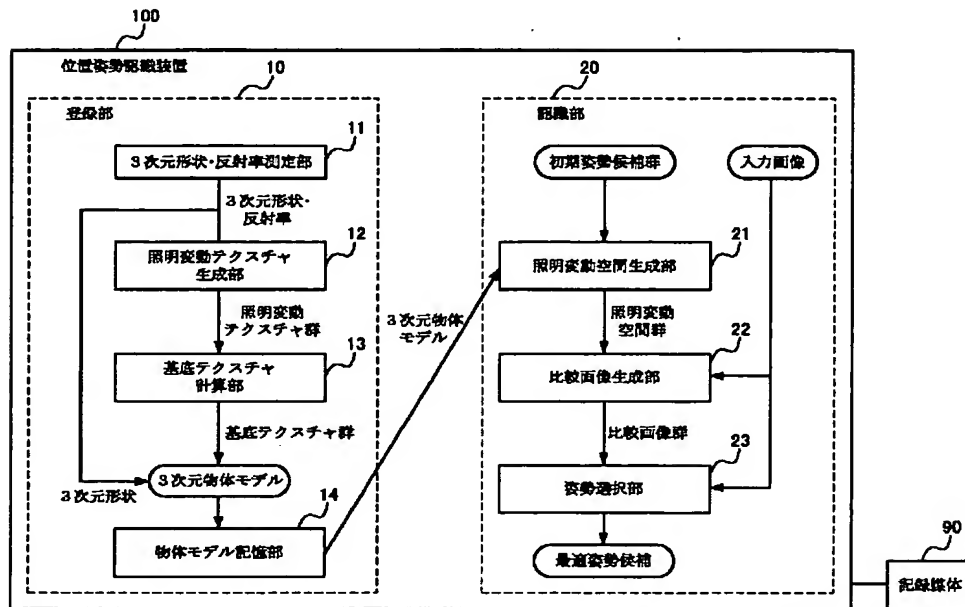 100
位置姿勢認識装置
10
登録部
11
3次元形状・反射率測定部
3次元形状・
反射率
12
照明変動テクスチャ
生成部
照明変動
テクスチャ群
13
基底テクスチャ
計算部
基底テクスチャ群
3次元形状
3次元物体モデル
14
物体モデル記憶部
3次元物体
モデル
20
認識部
初期姿勢候補群
入力画像
21
照明変動空間生成部
照明変動
空間群
22
比較画像生成部
比較画像群
23
姿勢選択部
最適姿勢候補
90
記録媒体